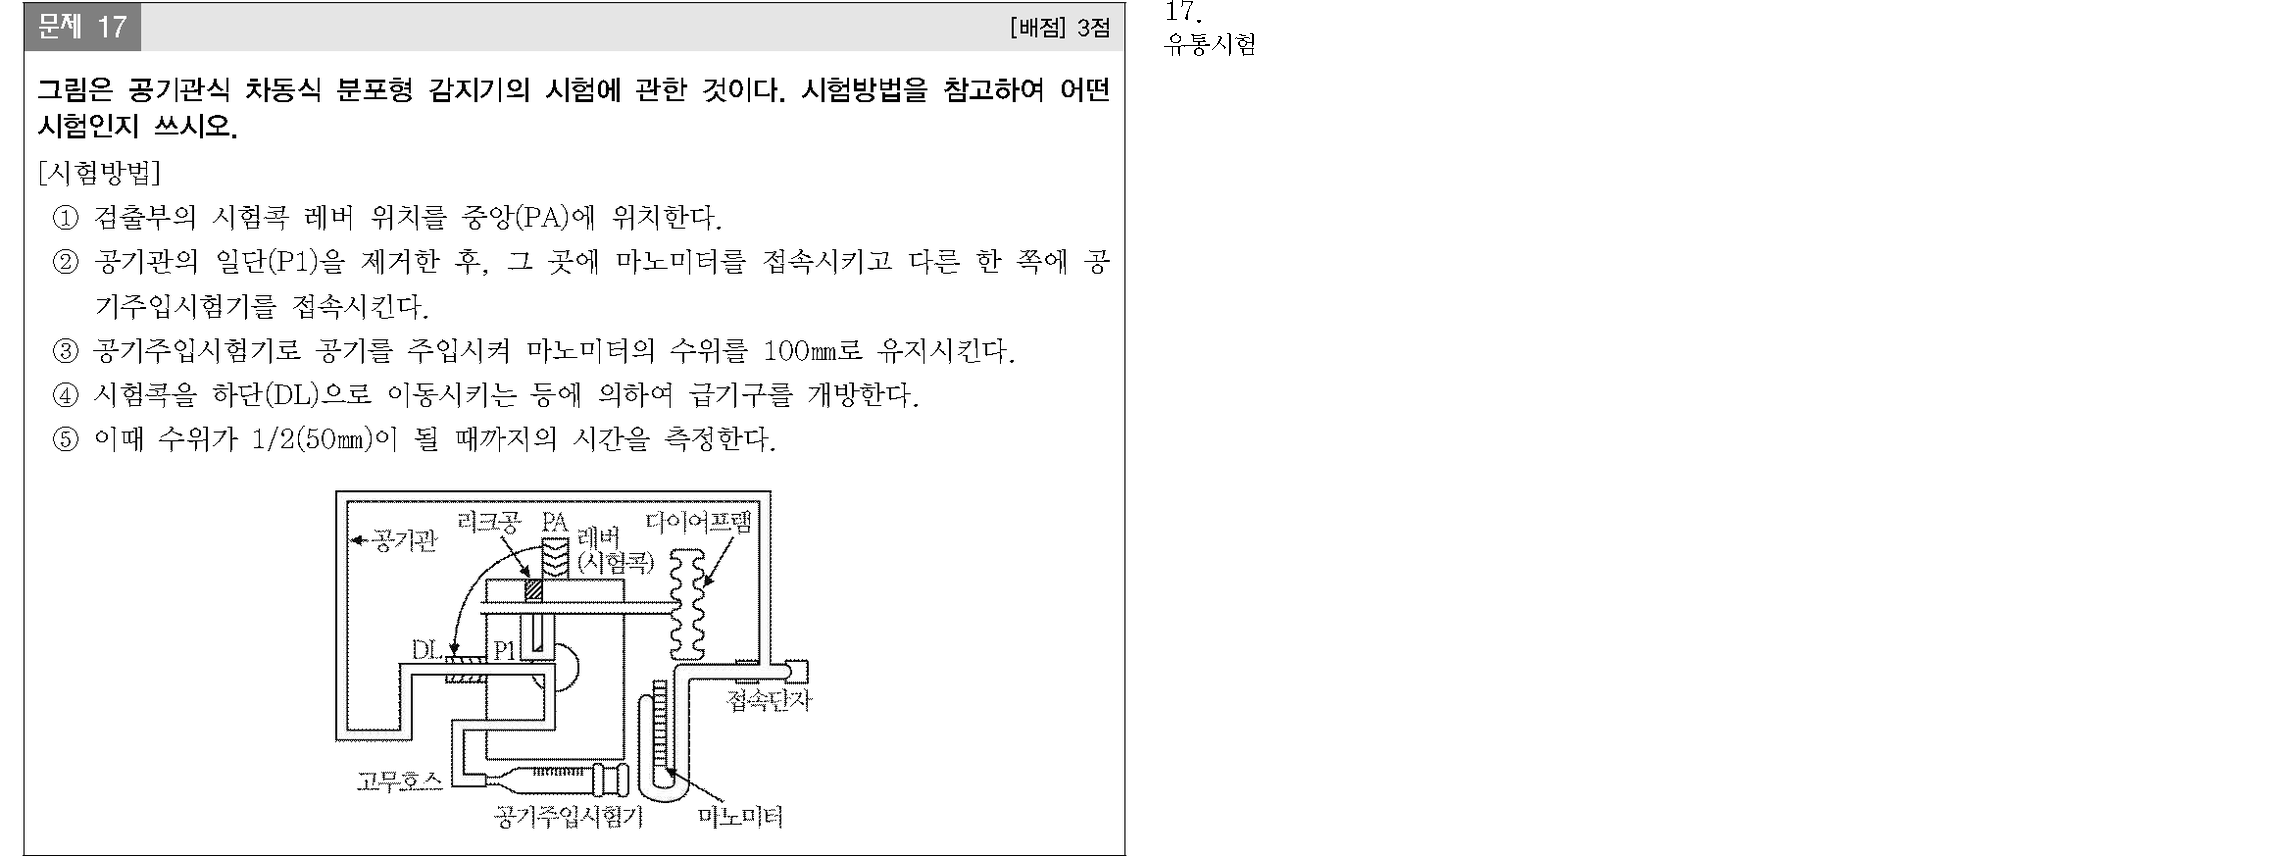 문제 17
[배점] 3점
그림은 공기관식 차동식 분포형 감지기의 시험에 관한 것이다. 시험방법을 참고하여 어떤
시험인지 쓰시오.
[시험방법]
① 검출부의 시험콕 레버 위치를 중앙(PA)에 위치한다.
② 공기관의 일단(P1)을 제거한 후, 그 곳에 마노미터를 접속시키고 다른 한 쪽에 공
기주입시험기를 접속시킨다.
③ 공기주입시험기로 공기를 주입시켜 마노미터의 수위를 100㎜로 유지시킨다.
④ 시험콕을 하단(DL)으로 이동시키는 등에 의하여 급기구를 개방한다.
⑤ 이때 수위가 1/2(50㎜)이 될 때까지의 시간을 측정한다.
리크공
PA
디이어프램
공기관
레버
(시험콕)
DL
P1
접속단자
고무호스
공기주입시험기
마노미터
17.
유통시험